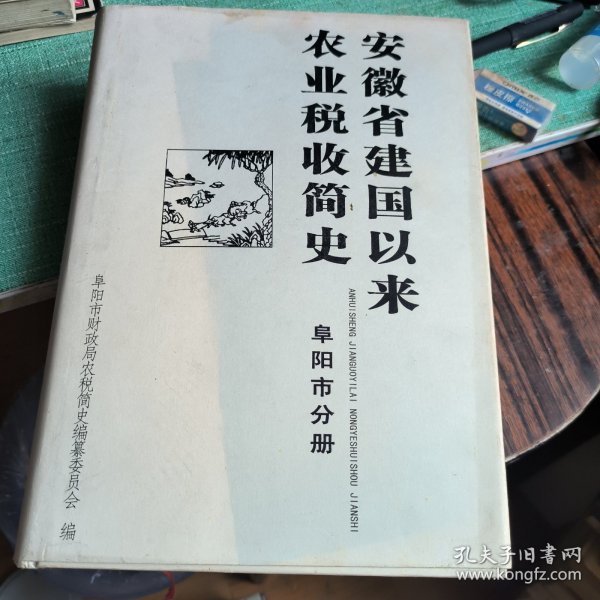 安徽省建国以来
农业税收简史
ANHUISHENG JIANGUOYILAI NONGYESHUISHOU JIANSHI
阜阳市分册
阜阳市财政局农税简史编纂委员会 编
孔夫子旧书网
www.kongfz.com